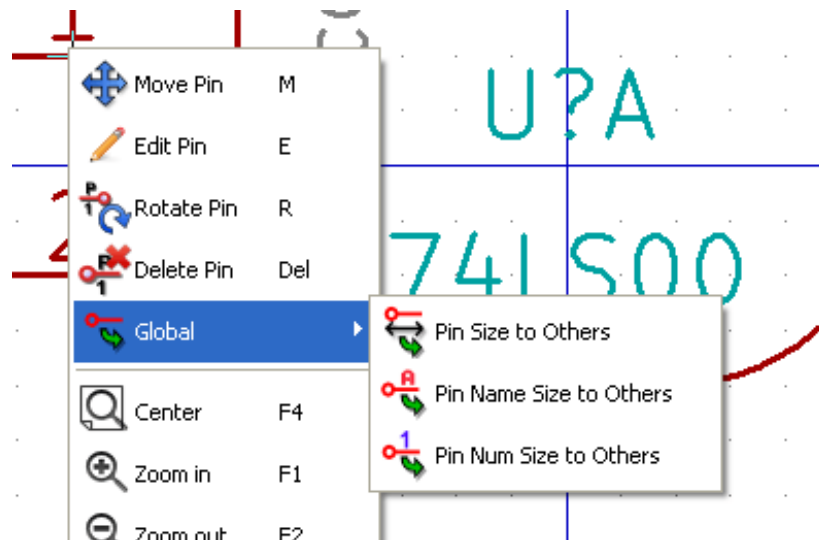 U?A
74LS00
2
Move Pin M
Edit Pin E
Rotate Pin R
Delete Pin Del
Global
Pin Size to Others
Pin Name Size to Others
Pin Num Size to Others
Center F4
Zoom in F1
Zoom out F2